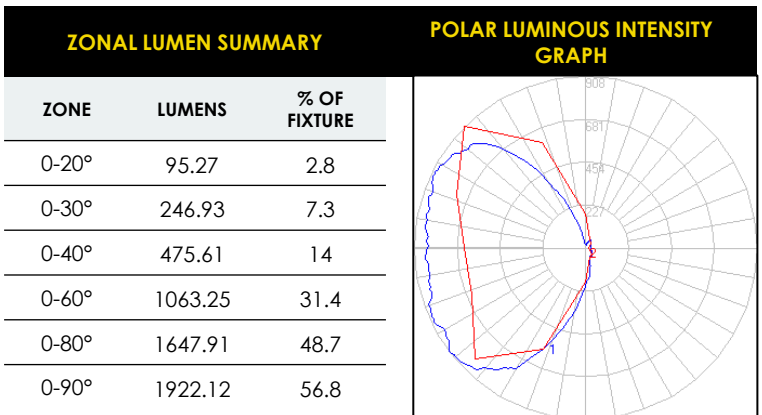 ZONAL LUMEN SUMMARY
POLAR LUMINOUS INTENSITY
GRAPH
ZONE LUMENS % OF
FIXTURE
0-20° 95.27 2.8
0-30° 246.93 7.3
0-40° 475.61 14
0-60° 1063.25 31.4
0-80° 1647.91 48.7
0-90° 1922.12 56.8
908
681
454
227
2
1